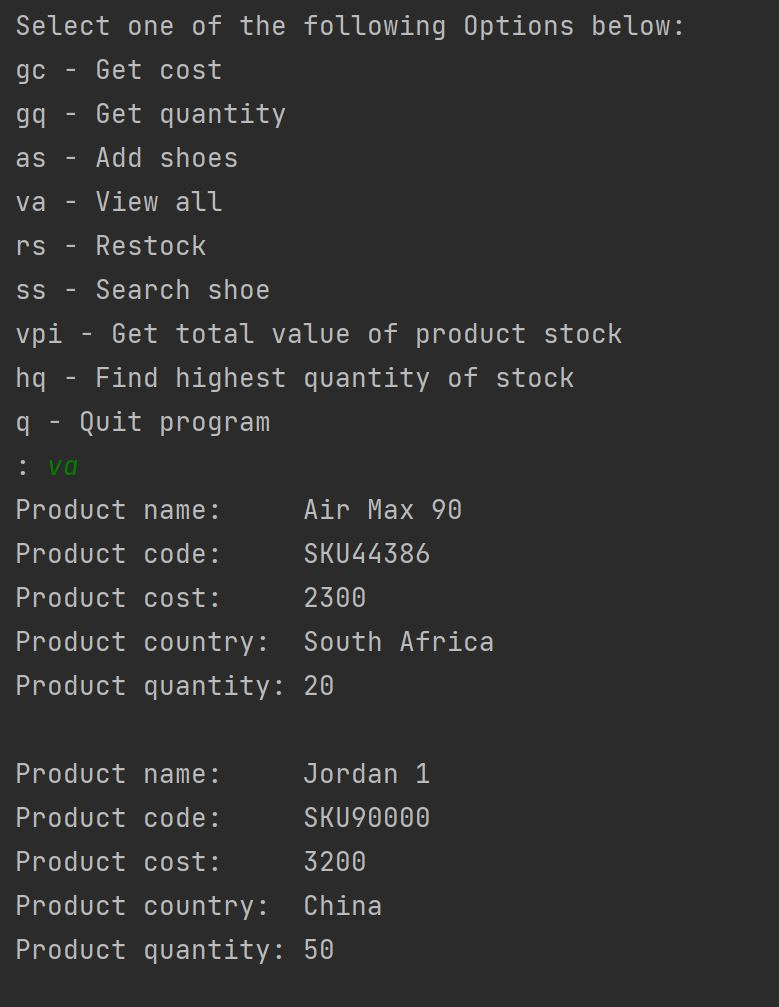 Select one of the following Options below:
gc - Get cost
gq - Get quantity
as - Add shoes
va - View all
rs - Restock
ss - Search shoe
vpi - Get total value of product stock
hq - Find highest quantity of stock
q - Quit program
: va
Product name:     Air Max 90
Product code:     SKU44386
Product cost:     2300
Product country:  South Africa
Product quantity: 20

Product name:     Jordan 1
Product code:     SKU90000
Product cost:     3200
Product country:  China
Product quantity: 50